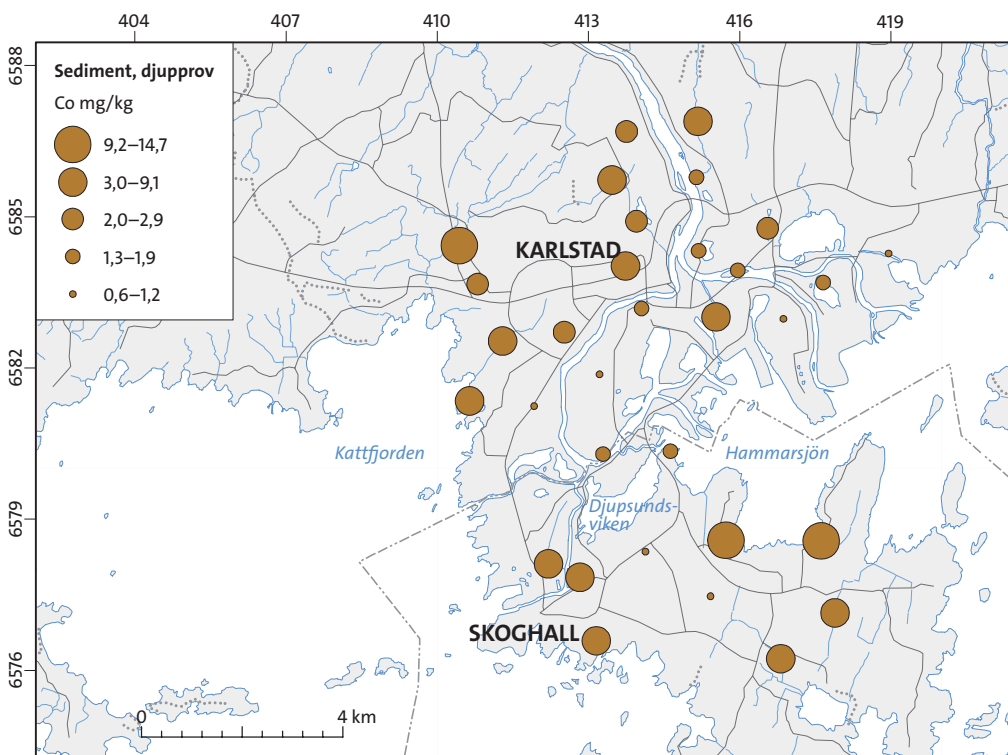 404 407 410 413 416 419
6588
6585
6582
6579
6576
Sediment, djupprov
Co mg/kg
9,2–14,7
3,0–9,1
2,0–2,9
1,3–1,9
0,6–1,2
KARLSTAD
Kattfjorden
Hammarsjön
Djupsunds-
viken
SKOGHALL
0 4 km